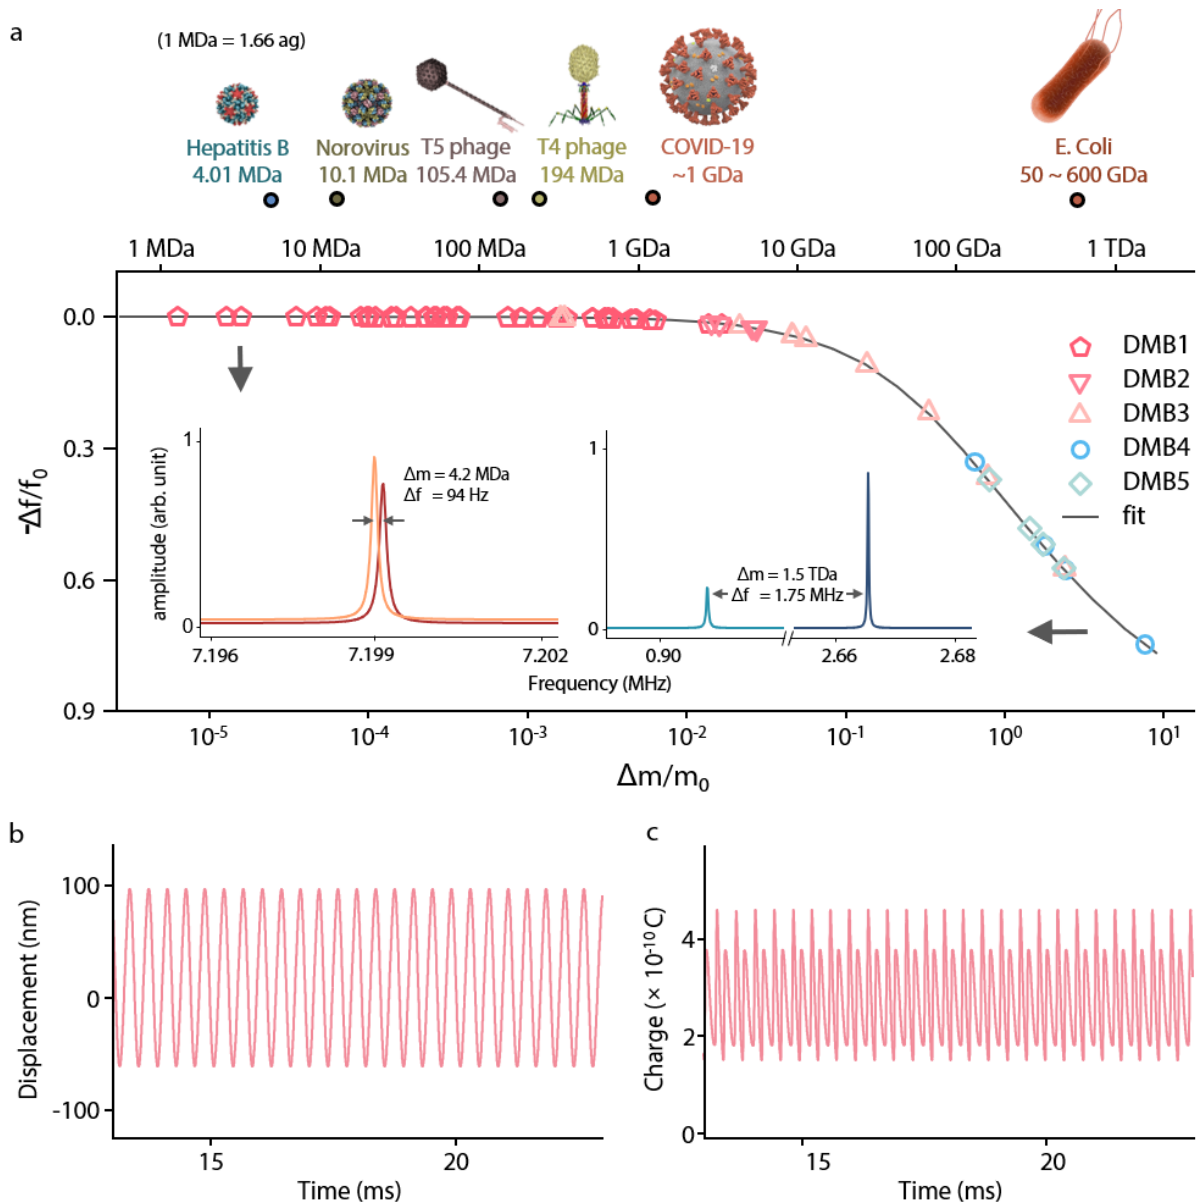 a
(1 MDa = 1.66 ag)
Hepatitis B
4.01 MDa
Norovirus
10.1 MDa
T5 phage
105.4 MDa
T4 phage
194 MDa
COVID-19
~1 GDa
E. Coli
50 ~ 600 GDa
1 MDa 10 MDa 100 MDa 1 GDa 10 GDa 100 GDa 1 TDa
0.0
0.3
0.6
0.9
-Δf/f₀
DMB1
DMB2
DMB3
DMB4
DMB5
fit
amplitude (arb. unit)
1
0
Δm = 4.2 MDa
Δf = 94 Hz
7.196 7.199 7.202
1
0
Δm = 1.5 TDa
Δf = 1.75 MHz
0.90 2.66 2.68
Frequency (MHz)
10⁻⁵ 10⁻⁴ 10⁻³ 10⁻² 10⁻¹ 10⁰ 10¹
Δm/m₀
b
Displacement (nm)
100
0
-100
15 20
Time (ms)
c
Charge (× 10⁻¹⁰ C)
4
2
0
15 20
Time (ms)